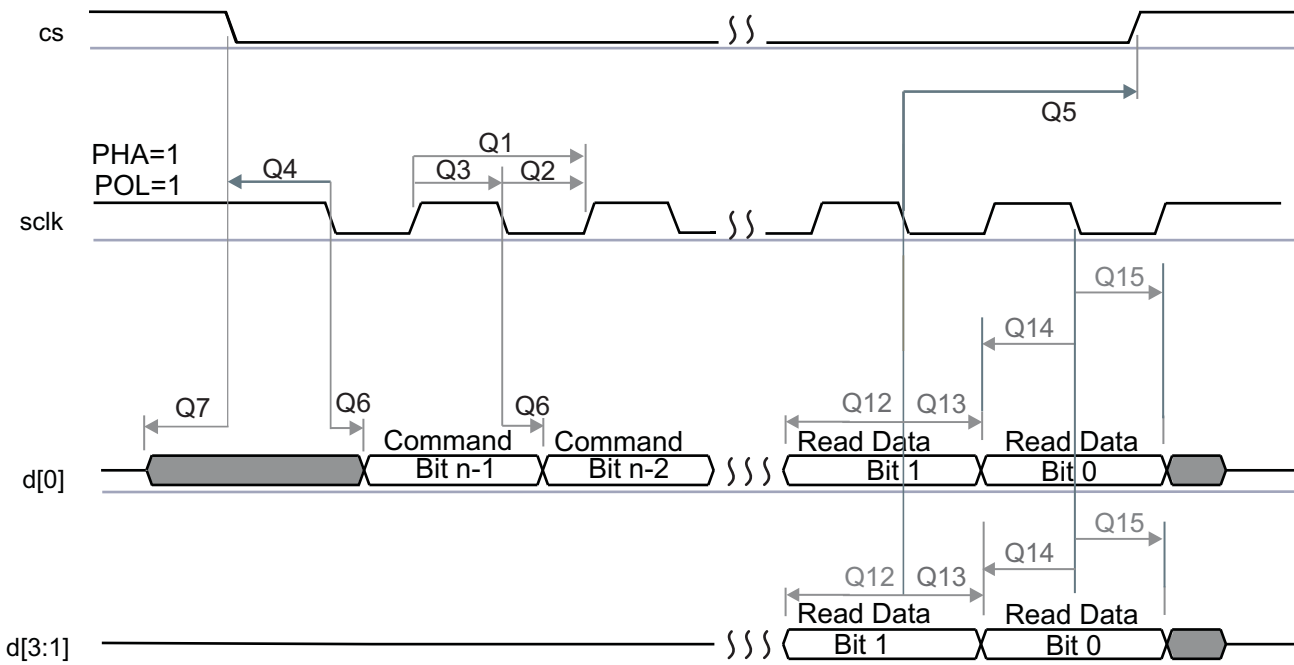 cs
Q5
PHA=1
Q1
POL=1
Q4
Q3
Q2
sclk
Q15
Q14
Q7
Q6
Q6
Q12
Q13
Command
Command
Read Data
Read Data
d[0]
Bit n-1
Bit n-2
Bit 1
Bit 0
Q15
Q14
Q12
Q13
Read Data
Read Data
d[3:1]
Bit 1
Bit 0